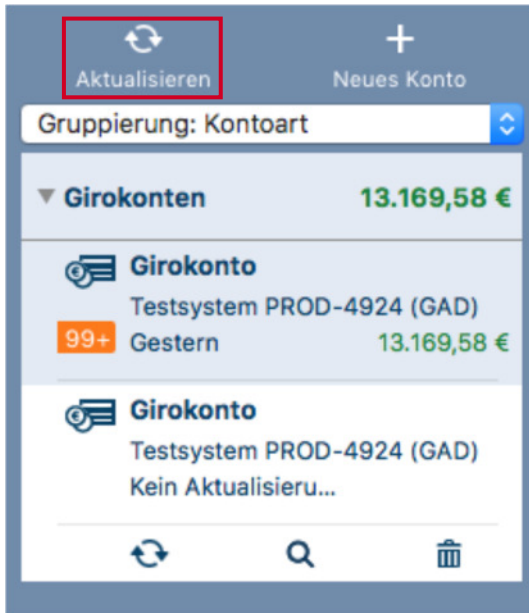 Aktualisieren
Neues Konto
Gruppierung: Kontoart
Girokonten 13.169,58 €
Girokonto
Testsystem PROD-4924 (GAD)
99+ Gestern 13.169,58 €
Girokonto
Testsystem PROD-4924 (GAD)
Kein Aktualisieru...